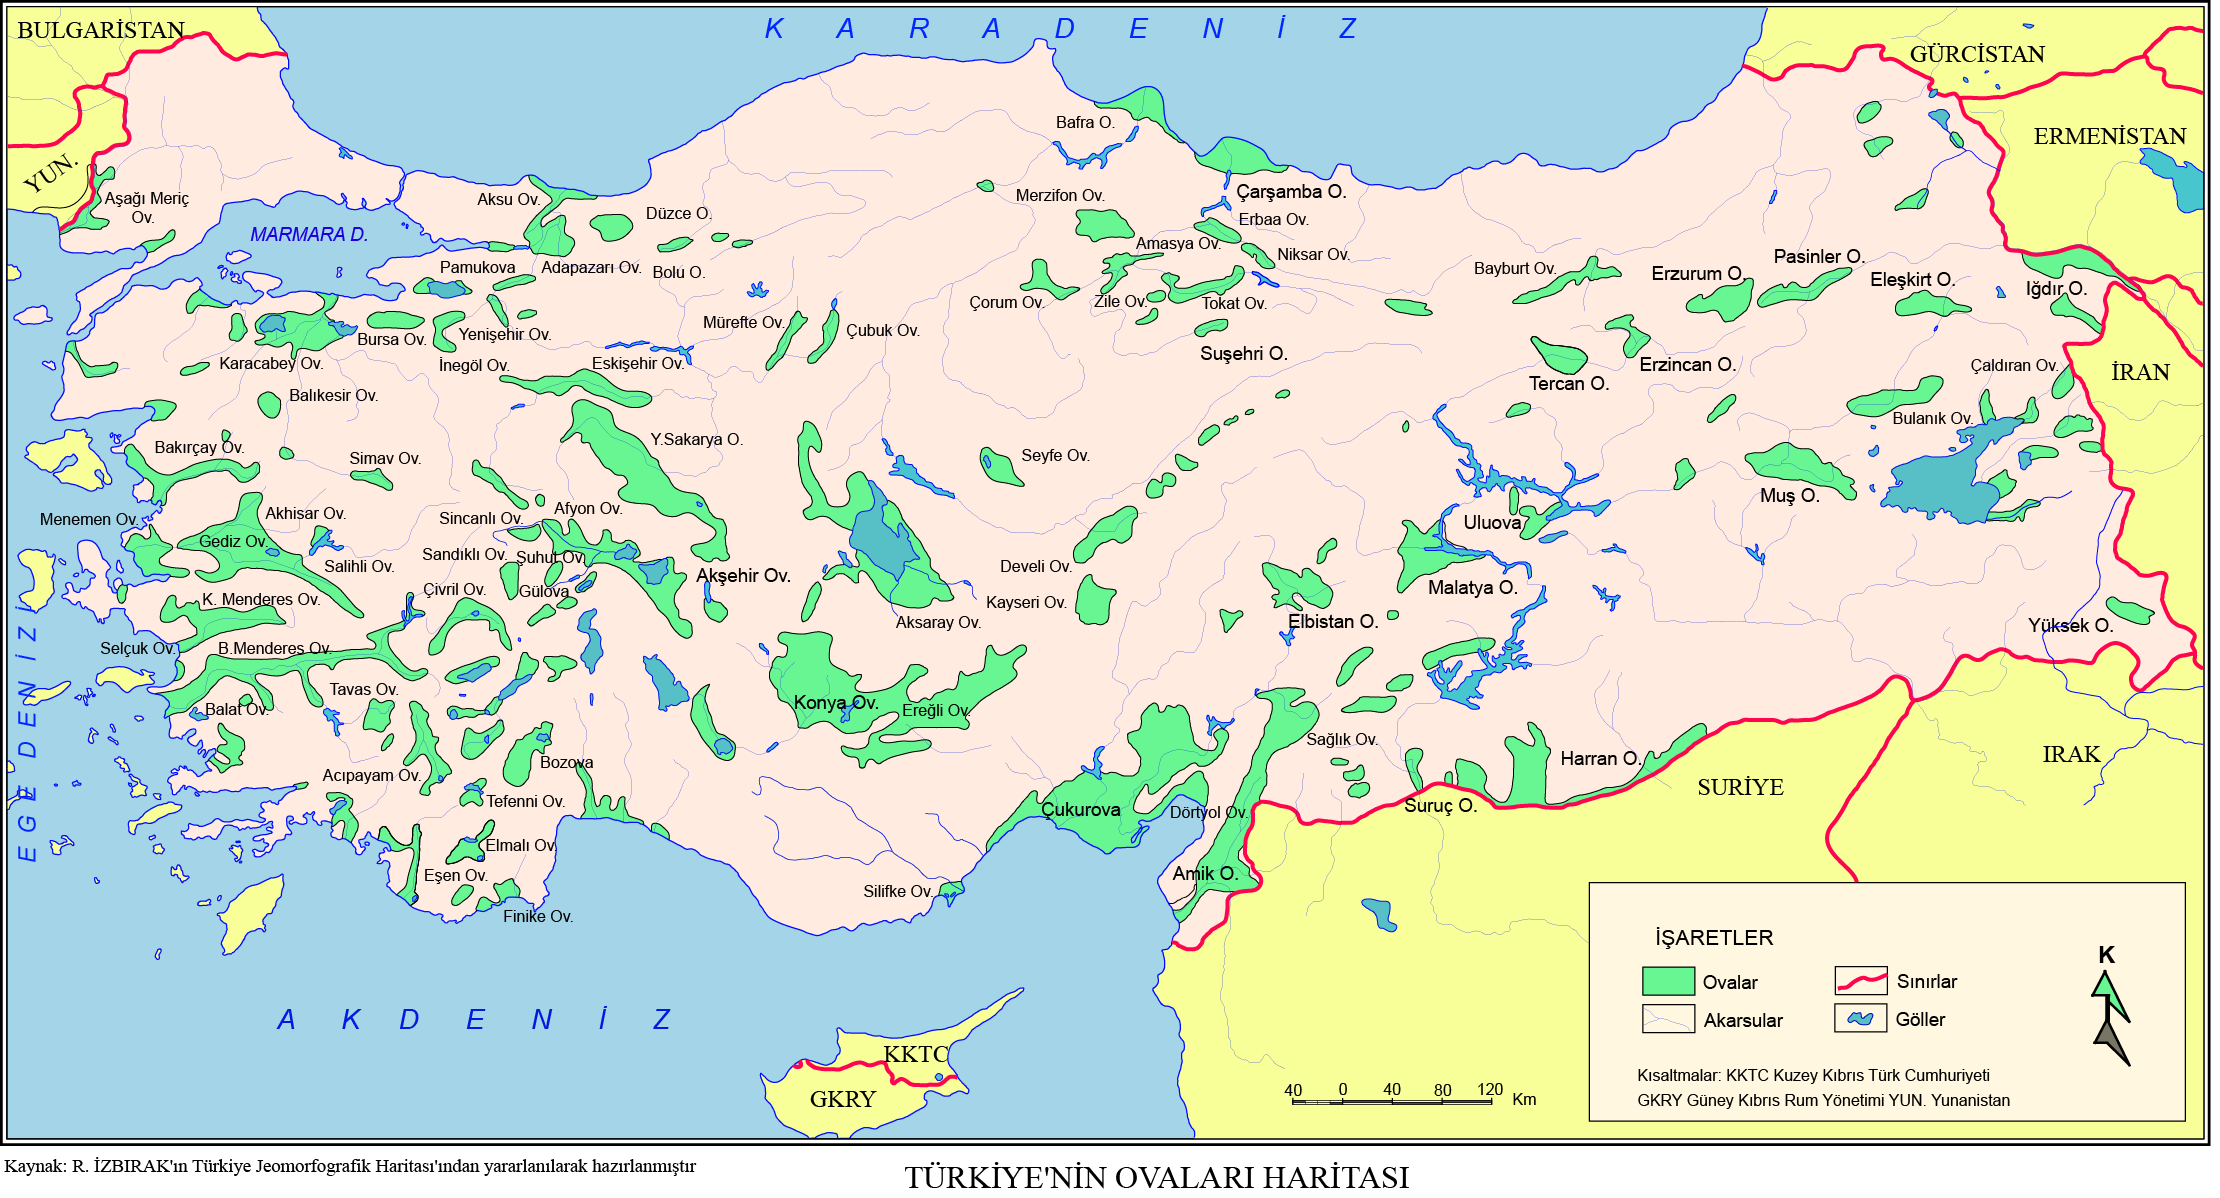 KARADENİZ
BULGARİSTAN
GÜRCİSTAN
ERMENİSTAN
YUN.
Bafra O.
Aşağı Meriç
Ov.
Aksu Ov.
Düzce O.
Merzifon Ov.
Çarşamba O.
Erbaa Ov.
MARMARA D.
Amasya Ov.
Niksar Ov.
Pamukova
Adapazarı Ov.
Bolu O.
Bayburt Ov.
Erzurum O.
Pasinler O.
Eleşkirt O.
Iğdır O.
Çorum Ov.
Zile Ov.
Tokat Ov.
Mürefte Ov.
Çubuk Ov.
Yenişehir Ov.
Bursa Ov.
Karacabey Ov.
İnegöl Ov.
Eskişehir Ov.
Suşehri O.
Tercan O.
Erzincan O.
Çaldıran Ov.
İRAN
Balıkesir Ov.
Bulanık Ov.
Bakırçay Ov.
Simav Ov.
Y.Sakarya O.
Seyfe Ov.
Muş O.
Menemen Ov.
Akhisar Ov.
Sincanlı Ov.
Afyon Ov.
Uluova
Gediz Ov.
Salihli Ov.
Sandıklı Ov.
Şuhut Ov.
Akşehir Ov.
Develi Ov.
Malatya O.
K. Menderes Ov.
Çivril Ov.
Gülova
Kayseri Ov.
Aksaray Ov.
Elbistan O.
Yüksek O.
Selçuk Ov.
B.Menderes Ov.
Tavas Ov.
Balat Ov.
Konya Ov.
Ereğli Ov.
Sağlık Ov.
Harran O.
IRAK
EGE DENİZİ
Acıpayam Ov.
Bozova
Tefenni Ov.
Çukurova
Dörtyol Ov.
Suruç O.
SURİYE
Elmalı Ov.
Eşen Ov.
Finike Ov.
Silifke Ov.
Amik O.
AKDENİZ
KKTC
GKRY
40 0 40 80 120 Km
İŞARETLER
K
Ovalar
Sınırlar
Akarsular
Göller
Kısaltmalar: KKTC Kuzey Kıbrıs Türk Cumhuriyeti
GKRY Güney Kıbrıs Rum Yönetimi YUN. Yunanistan
Kaynak: R. İZBIRAK'ın Türkiye Jeomorfografik Haritası'ından yararlanılarak hazırlanmıştır
TÜRKİYE'NİN OVALARI HARİTASI